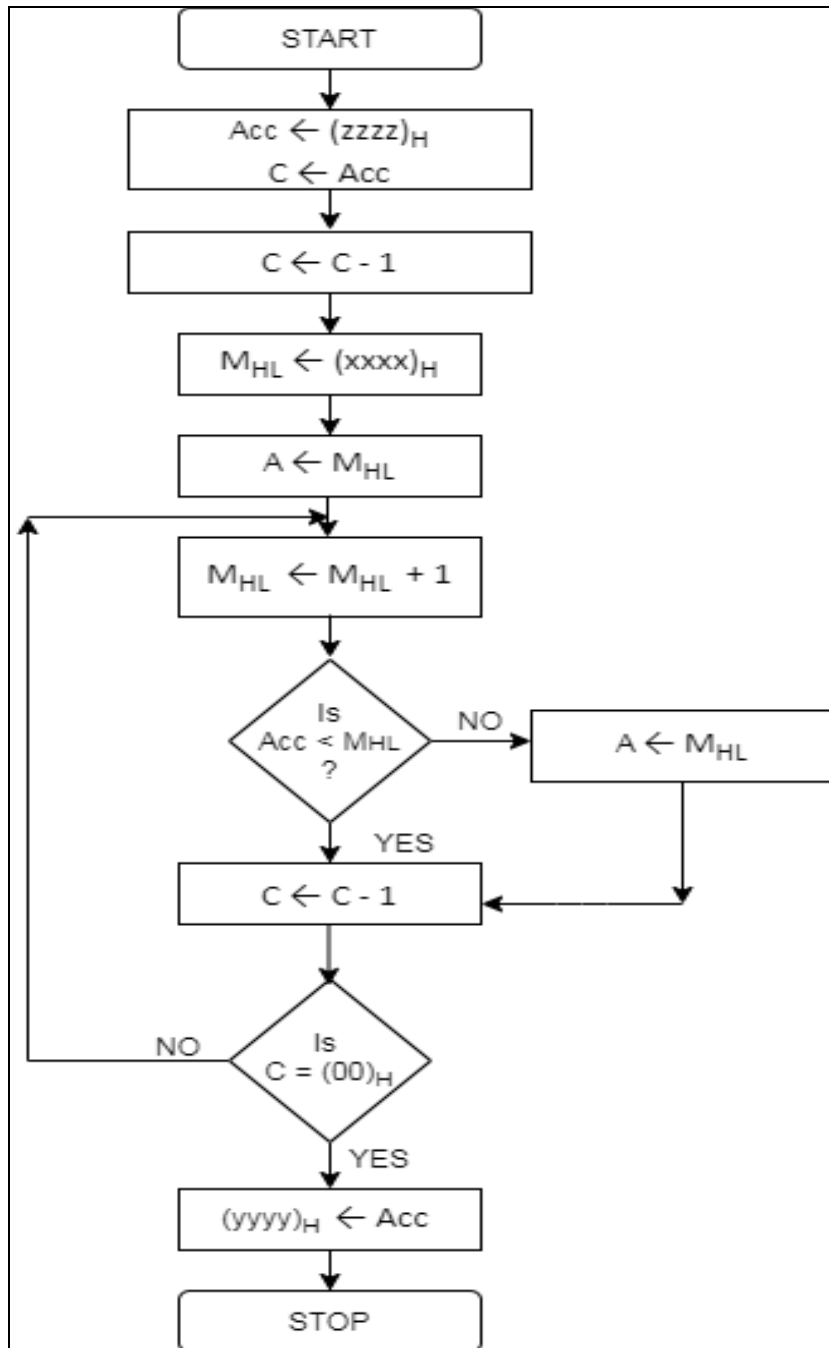 START
Acc ← (zzzz)H
C ← Acc
C ← C - 1
MHL ← (xxxx)H
A ← MHL
MHL ← MHL + 1
Is
Acc < MHL
?
NO
A ← MHL
YES
C ← C - 1
NO
Is
C = (00)H
YES
(yyyy)H ← Acc
STOP